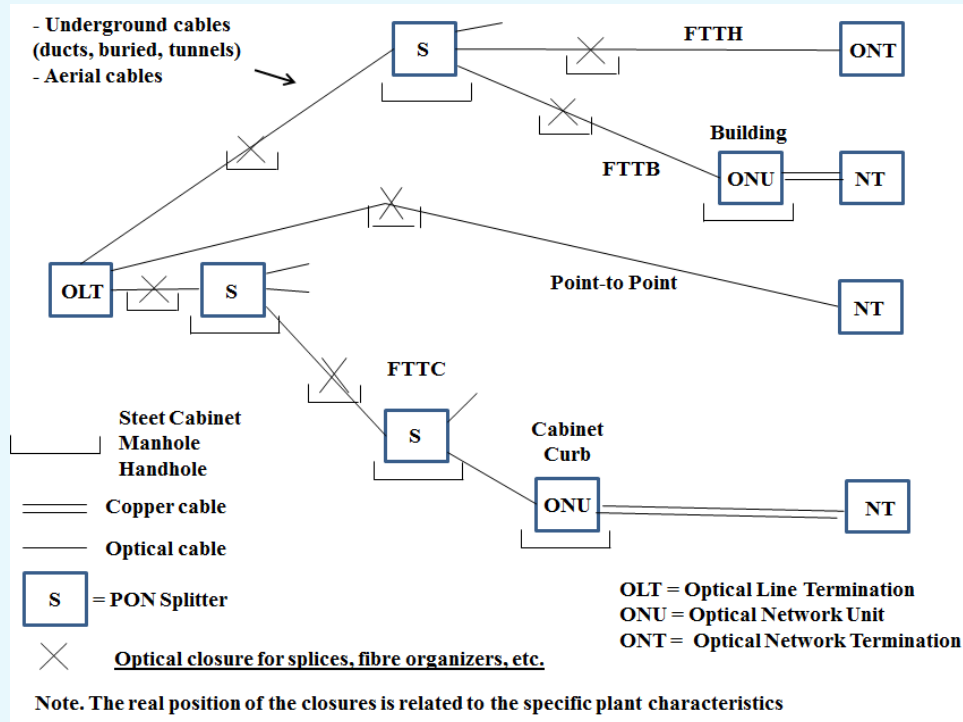 - Underground cables
(ducts, buried, tunnels)
- Aerial cables
S
FTTH
ONT
Building
FTTB
ONU
NT
OLT
S
Point-to Point
NT
FTTC
S
Cabinet
Curb
ONU
NT
Steet Cabinet
Manhole
Handhole
Copper cable
Optical cable
S = PON Splitter
Optical closure for splices, fibre organizers, etc.
OLT = Optical Line Termination
ONU = Optical Network Unit
ONT = Optical Network Termination
Note. The real position of the closures is related to the specific plant characteristics